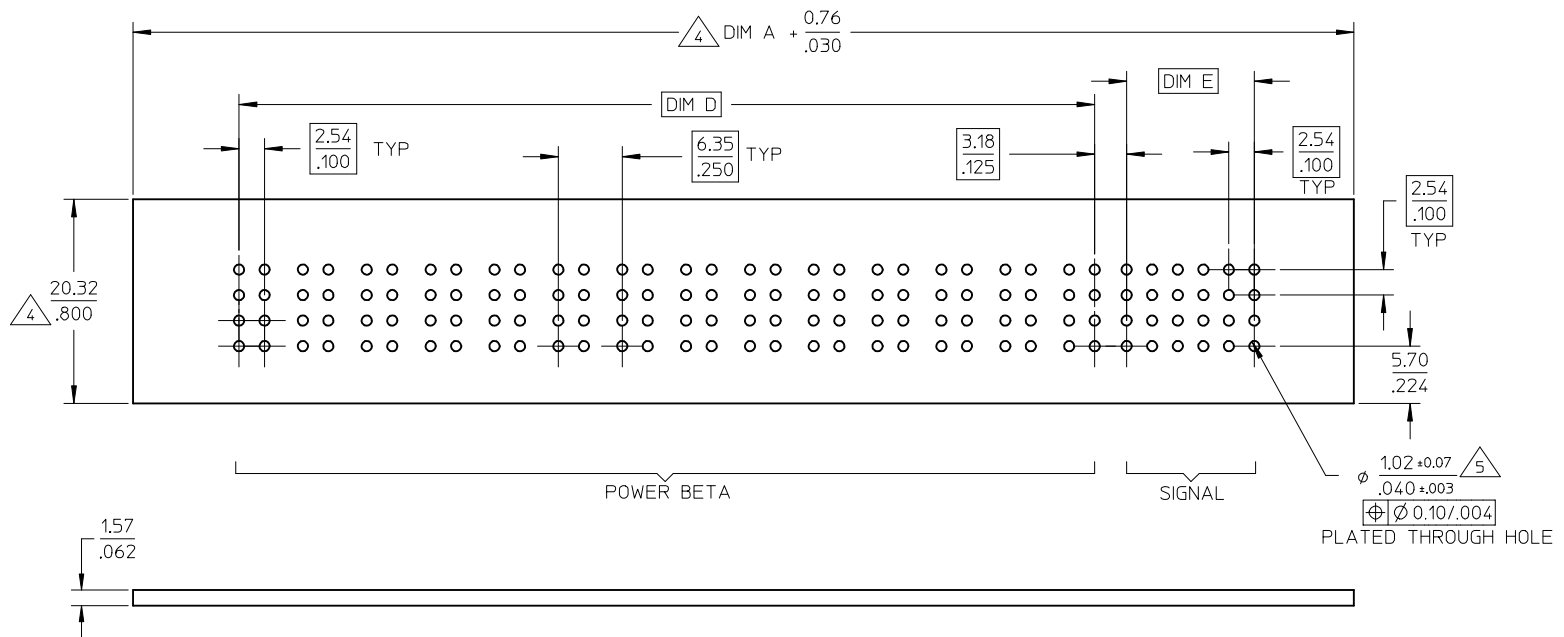 4 DIM A + 0.76
.030
DIM E
DIM D
2.54
.100
TYP
6.35
.250
TYP
3.18
.125
2.54
.100
TYP
2.54
.100
TYP
4
20.32
.800
5.70
.224
POWER BETA
SIGNAL
ø 1.02 ±0.07
.040 ±.003
5
⌖ Ø 0.10/.004
PLATED THROUGH HOLE
1.57
.062